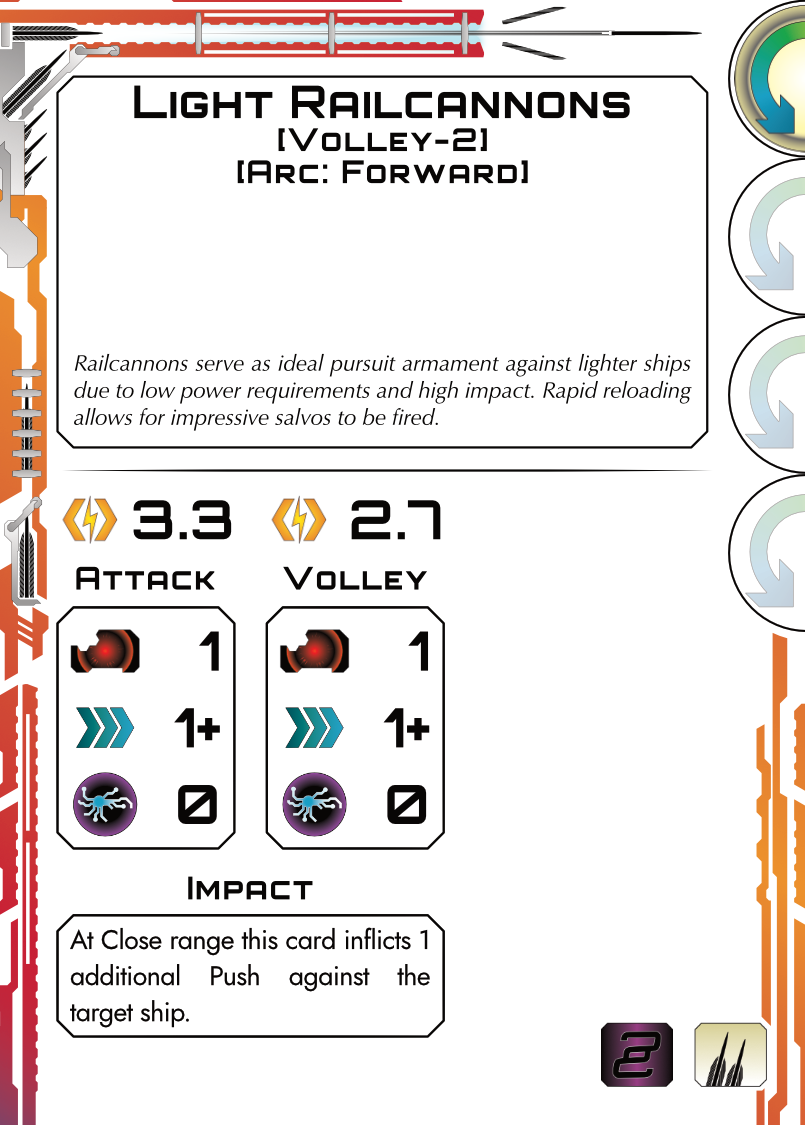 Light Railcannons
[Volley-2]
[Arc: Forward]
Railcannons serve as ideal pursuit armament against lighter ships
due to low power requirements and high impact. Rapid reloading
allows for impressive salvos to be fired.
3.3 2.7
Attack Volley
1 1
1+ 1+
0 0
Impact
At Close range this card inflicts 1
additional Push against the
target ship.
2